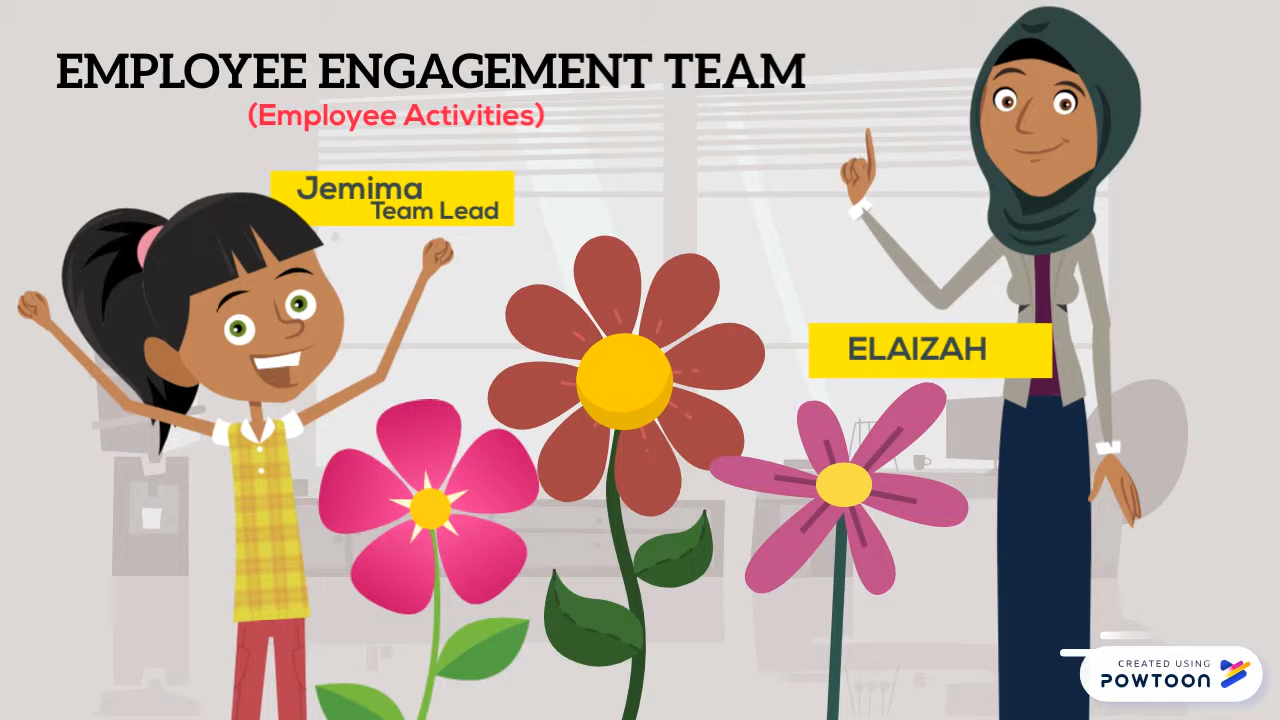 EMPLOYEE ENGAGEMENT TEAM
(Employee Activities)
Jemima
Team Lead
ELAIZAH
CREATED USING
POWTOON